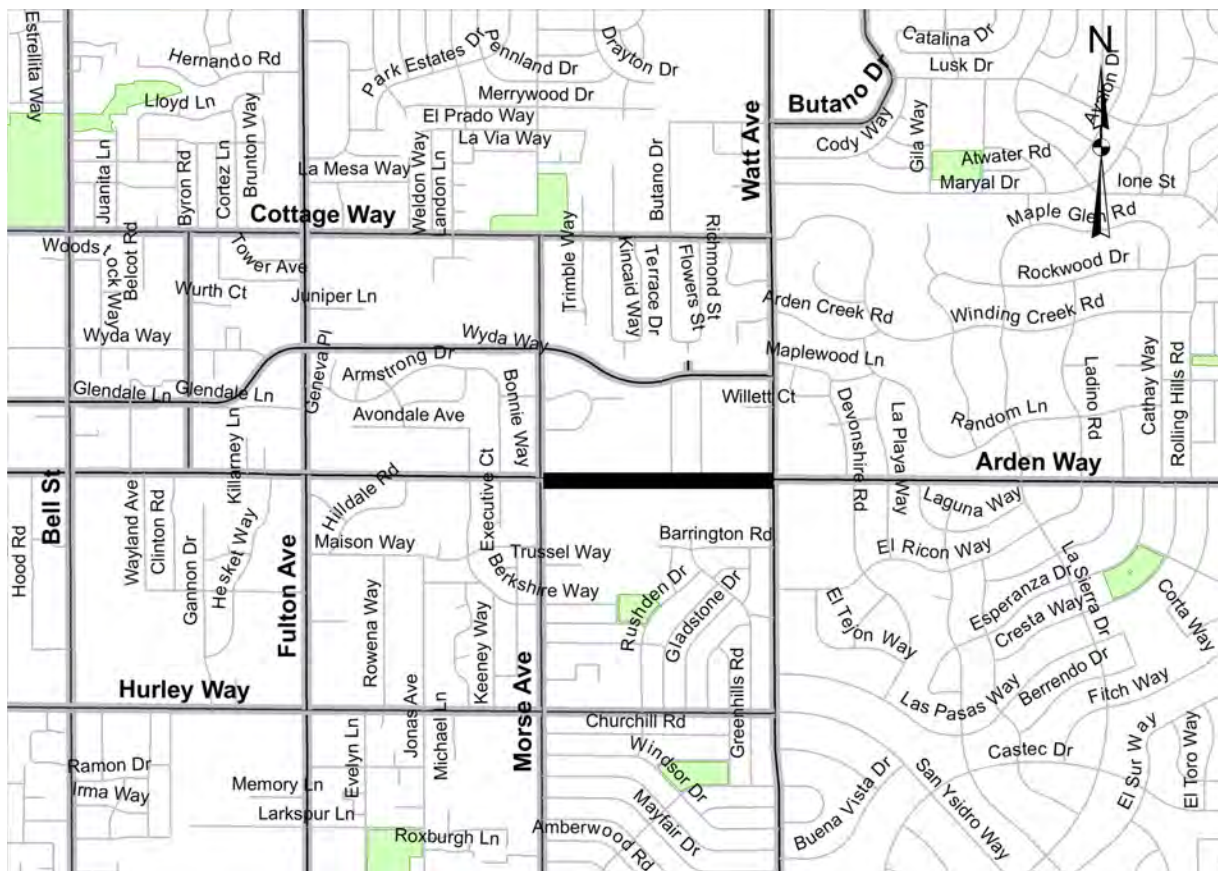 Estrellita Way
Hernando Rd
Park Estates Dr
Pennland Dr
Drayton Dr
Catalina Dr
N
Lusk Dr
Lloyd Ln
Merrywood Dr
Butano Dr
El Prado Way
La Via Way
Cody Way
Gila Way
Atwater Rd
Maryal Dr
Ione St
Juanita Ln
Byron Rd
Cortez Ln
Brunton Way
La Mesa Way
Weldon Way
Landon Ln
Butano Dr
Watt Ave
Cottage Way
Maple Glen Rd
Woodstock Way
Belcot Rd
Tower Ave
Wurth Ct
Juniper Ln
Trimble Way
Kincaid Way
Terrace Dr
Flowers St
Richmond St
Rockwood Dr
Arden Creek Rd
Winding Creek Rd
Wyda Way
Wyda Way
Maplewood Ln
Geneva Pl
Armstrong Dr
Glendale Ln
Glendale Ln
Avondale Ave
Bonnie Way
Willett Ct
Devonshire Rd
La Playa Way
Random Ln
Ladino Rd
Cathay Way
Rolling Hills Rd
Killarney Ln
Arden Way
Bell St
Hood Rd
Wayland Ave
Clinton Rd
Gannon Dr
Hesket Way
Fulton Ave
Hilldale Rd
Executive Ct
Maison Way
Trussel Way
Barrington Rd
Laguna Way
El Ricon Way
Berkshire Way
Rushden Dr
Gladstone Dr
La Sierra Dr
Esperanza Dr
Cresta Way
Corta Way
El Tejon Way
Rowena Way
Keeney Way
Hurley Way
Jonas Ave
Michael Ln
Morse Ave
Greenhills Rd
Las Pasas Way
Berrendo Dr
Fitch Way
Churchill Rd
Evelyn Ln
Windsor Dr
Castec Dr
El Sur Way
El Toro Way
Ramon Dr
Irma Way
Memory Ln
Larkspur Ln
Mayfair Dr
Buena Vista Dr
San Ysidro Way
Roxburgh Ln
Amberwood Rd